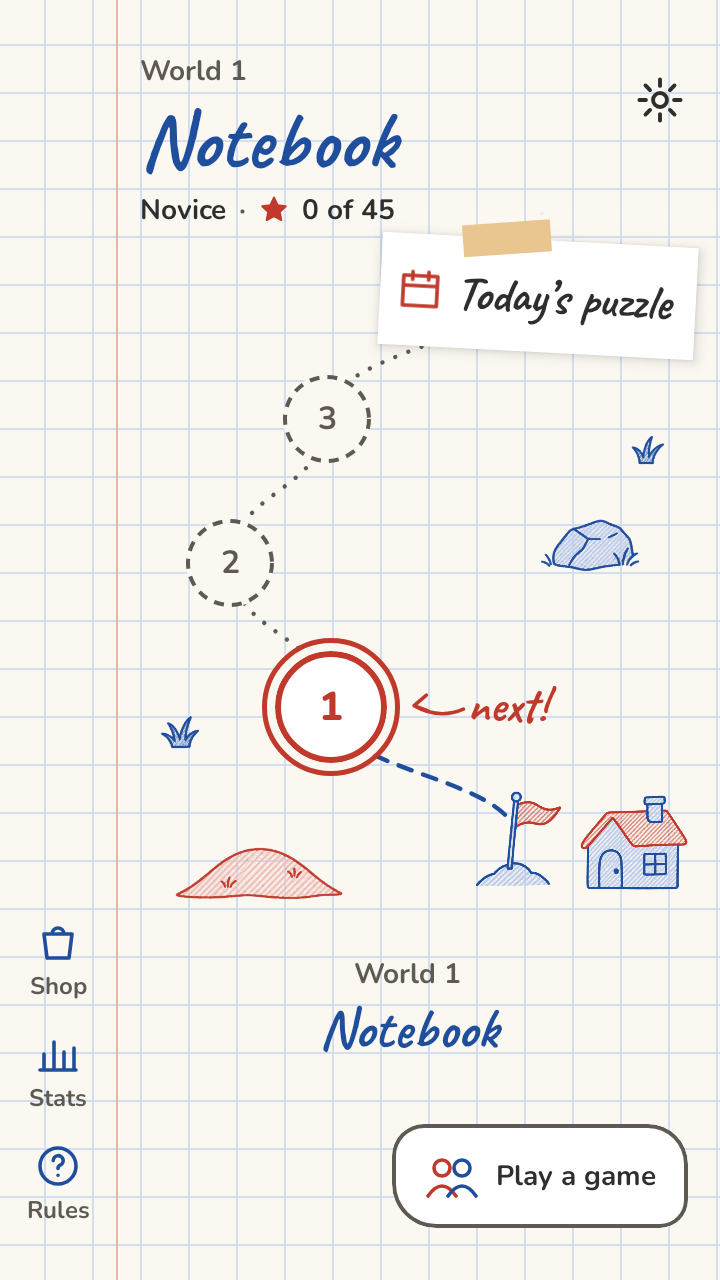 World 1
Notebook
Novice · 0 of 45
Today's puzzle
3
2
1
next!
Shop
World 1
Notebook
Stats
Play a game
Rules